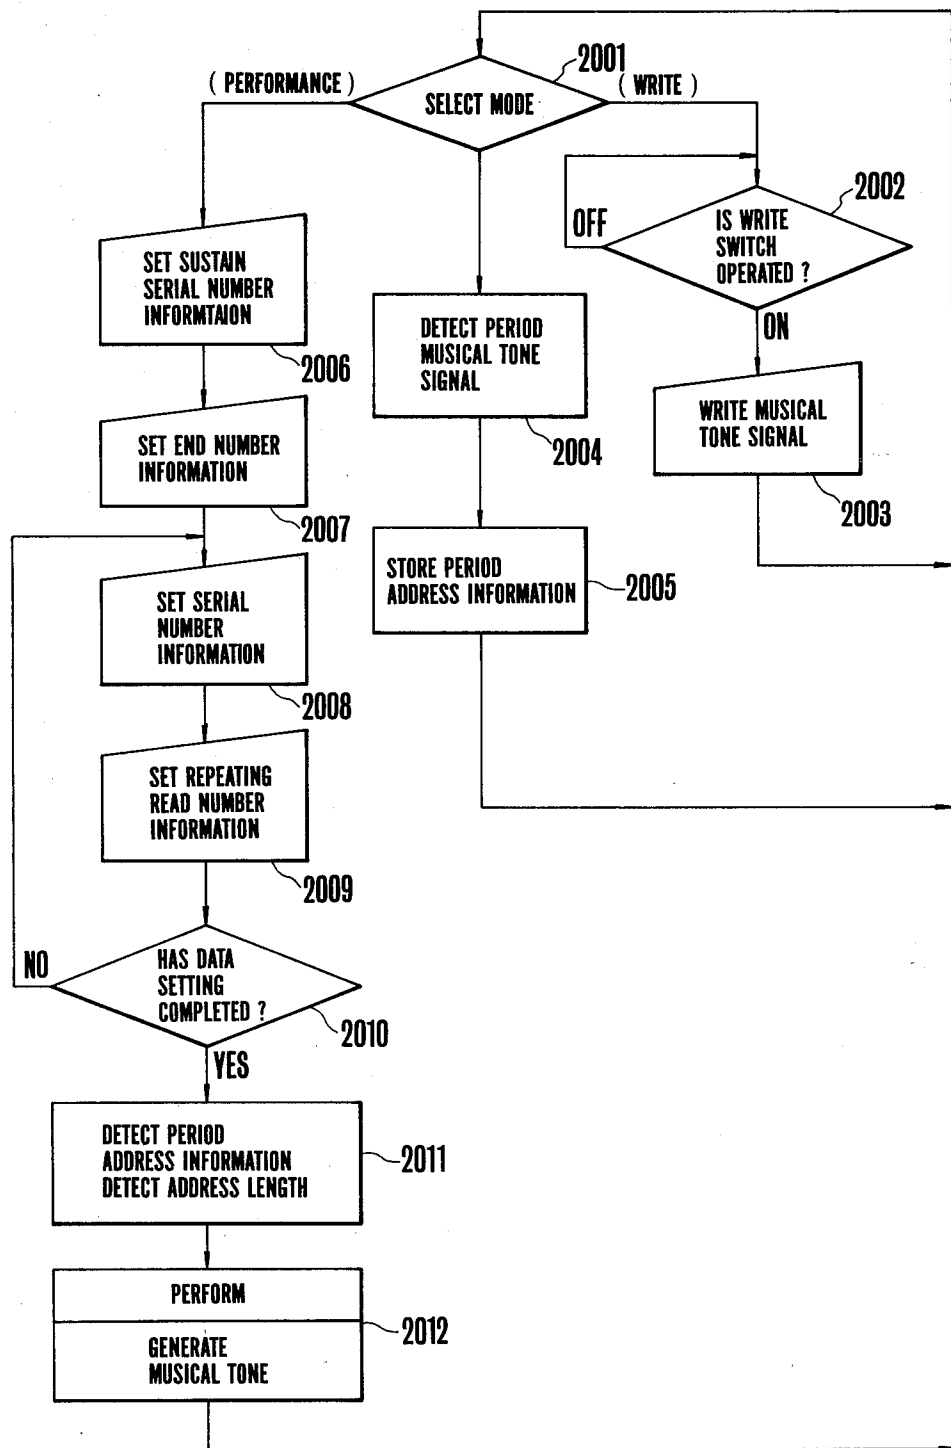 2001
( PERFORMANCE )
( WRITE )
SELECT MODE
2002
IS WRITE
SWITCH
OPERATED ?
OFF
ON
SET SUSTAIN
SERIAL NUMBER
INFORMTAION
2006
DETECT PERIOD
MUSICAL TONE
SIGNAL
2004
WRITE MUSICAL
TONE SIGNAL
2003
SET END NUMBER
INFORMATION
2007
STORE PERIOD
ADDRESS INFORMATION
2005
SET SERIAL
NUMBER
INFORMATION
2008
SET REPEATING
READ NUMBER
INFORMATION
2009
NO
HAS DATA
SETTING
COMPLETED ?
2010
YES
DETECT PERIOD
ADDRESS INFORMATION
DETECT ADDRESS LENGTH
2011
PERFORM
2012
GENERATE
MUSICAL TONE